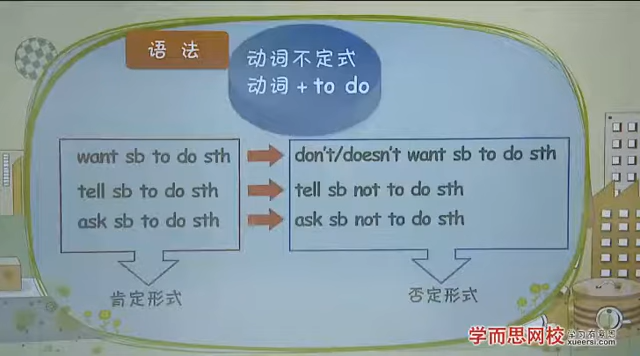 语 法
动词不定式
动词 + to do
want sb to do sth
don't/doesn't want sb to do sth
tell sb to do sth
tell sb not to do sth
ask sb to do sth
ask sb not to do sth
肯定形式
否定形式
学而思网校
xueersi.com